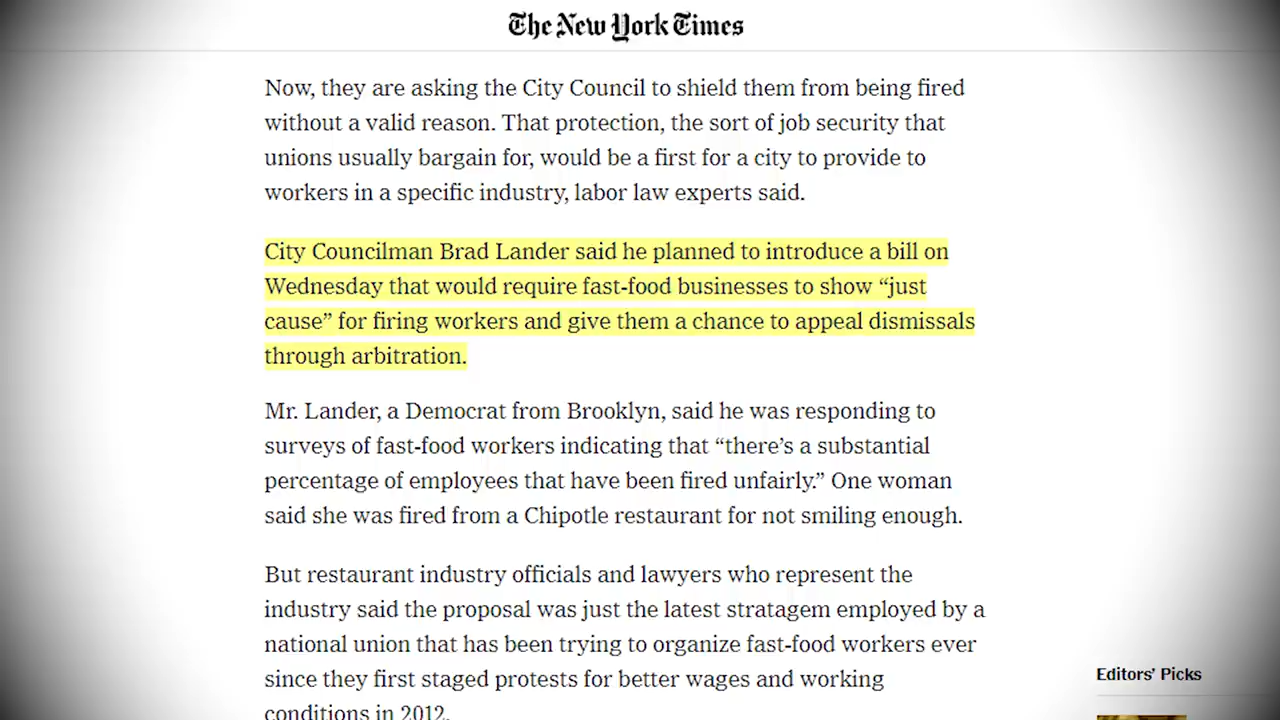 The New York Times
Now, they are asking the City Council to shield them from being fired
without a valid reason. That protection, the sort of job security that
unions usually bargain for, would be a first for a city to provide to
workers in a specific industry, labor law experts said.
City Councilman Brad Lander said he planned to introduce a bill on
Wednesday that would require fast-food businesses to show “just
cause” for firing workers and give them a chance to appeal dismissals
through arbitration.
Mr. Lander, a Democrat from Brooklyn, said he was responding to
surveys of fast-food workers indicating that “there’s a substantial
percentage of employees that have been fired unfairly.” One woman
said she was fired from a Chipotle restaurant for not smiling enough.
But restaurant industry officials and lawyers who represent the
industry said the proposal was just the latest stratagem employed by a
national union that has been trying to organize fast-food workers ever
since they first staged protests for better wages and working
conditions in 2012.
Editors’ Picks